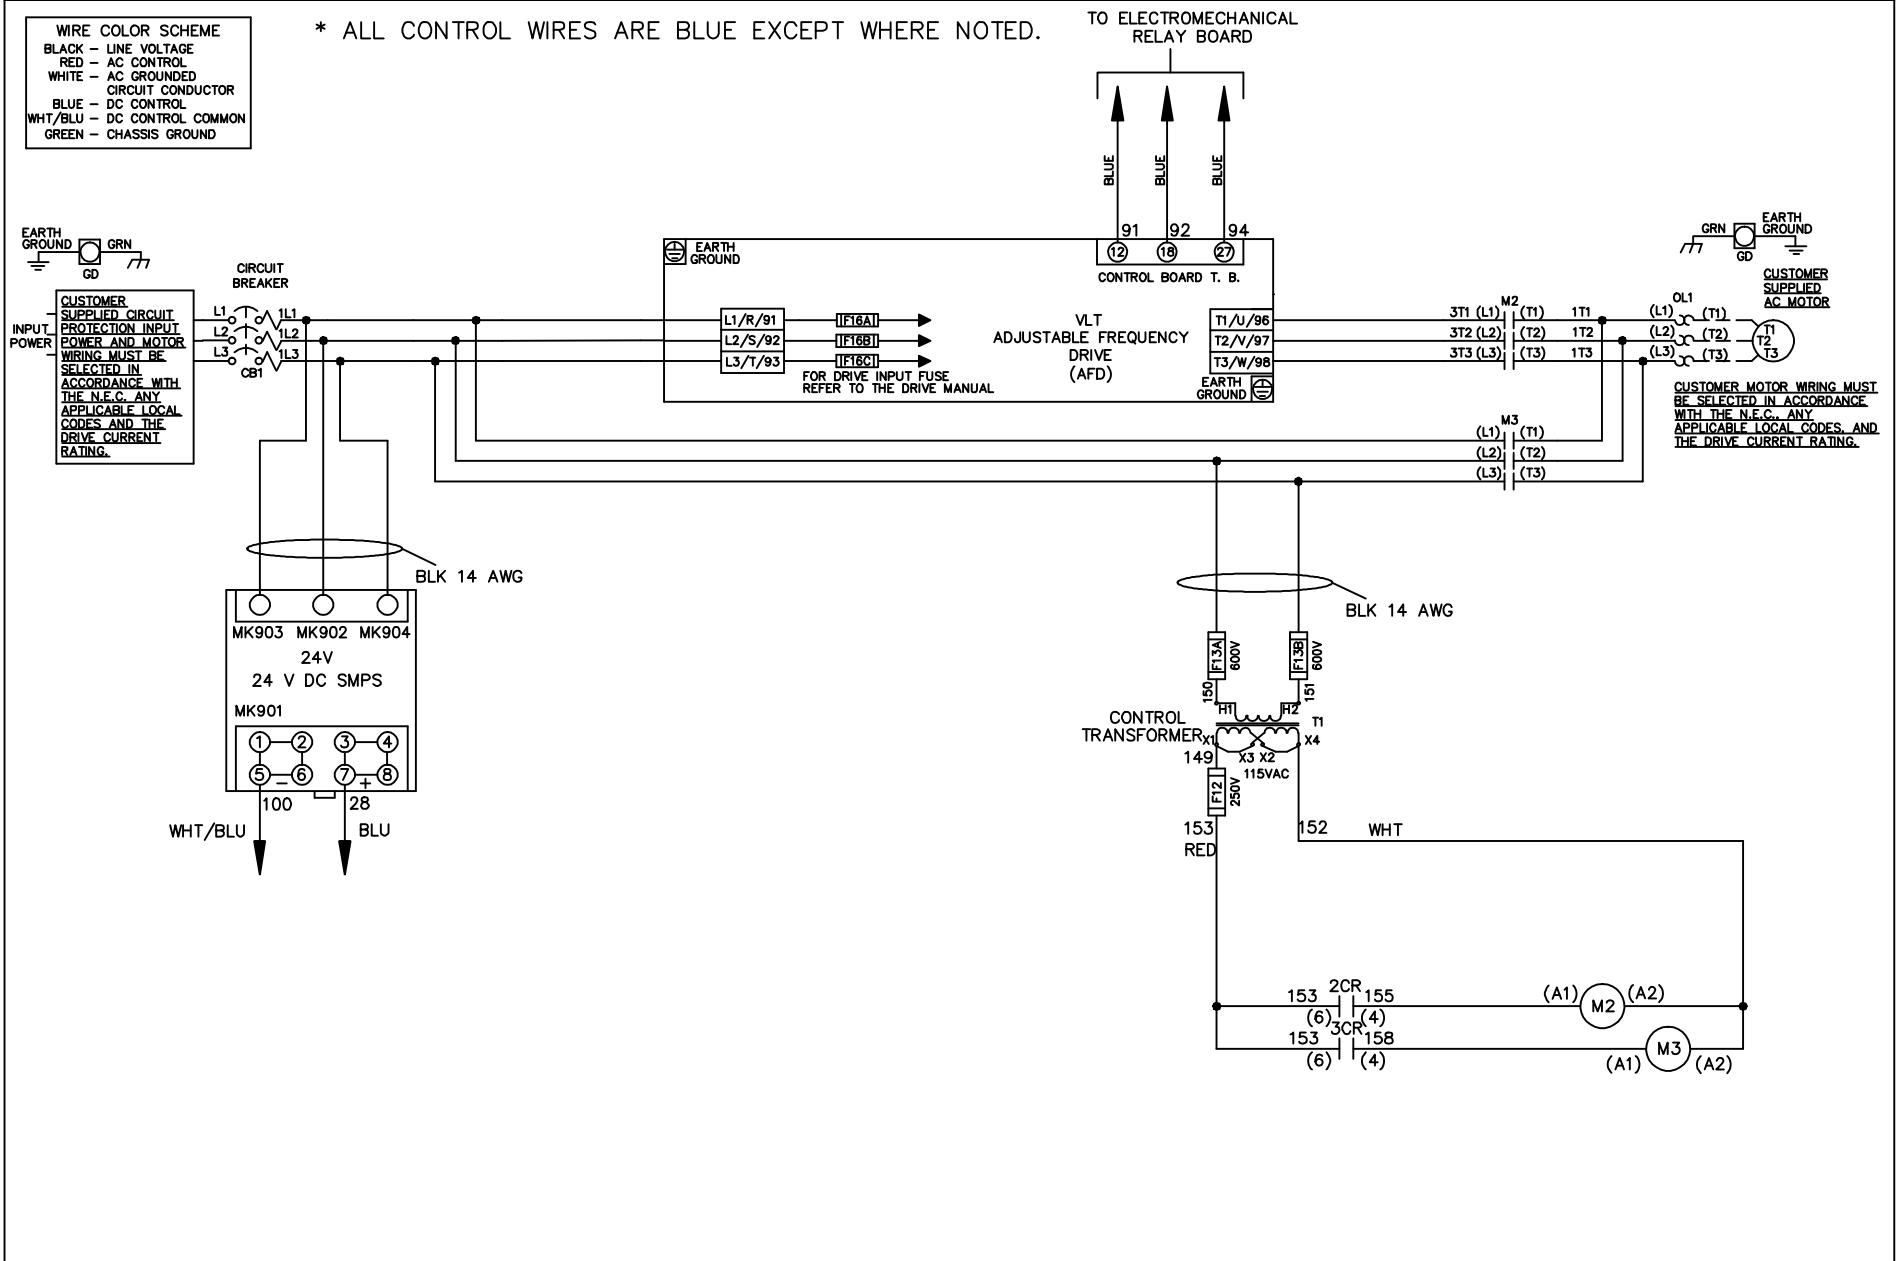 WIRE COLOR SCHEME
BLACK – LINE VOLTAGE
RED – AC CONTROL
WHITE – AC GROUNDED
CIRCUIT CONDUCTOR
BLUE – DC CONTROL
WHT/BLU – DC CONTROL COMMON
GREEN – CHASSIS GROUND
* ALL CONTROL WIRES ARE BLUE EXCEPT WHERE NOTED.
TO ELECTROMECHANICAL
RELAY BOARD
BLUE
BLUE
BLUE
91 92 94
12 18 27
CONTROL BOARD T. B.
EARTH
GROUND
GRN
GD
CIRCUIT
BREAKER
INPUT
POWER
CUSTOMER
SUPPLIED CIRCUIT
PROTECTION INPUT
POWER AND MOTOR
WIRING MUST BE
SELECTED IN
ACCORDANCE WITH
THE N.E.C. ANY
APPLICABLE LOCAL
CODES AND THE
DRIVE CURRENT
RATING.
L1 1L1
L2 1L2
L3 1L3
CB1
EARTH
GROUND
L1/R/91
L2/S/92
L3/T/93
IF16A
IF16B
IF16C
FOR DRIVE INPUT FUSE
REFER TO THE DRIVE MANUAL
VLT
ADJUSTABLE FREQUENCY
DRIVE
(AFD)
T1/U/96
T2/V/97
T3/W/98
EARTH
GROUND
M2
3T1 (L1) (T1) 1T1
3T2 (L2) (T2) 1T2
3T3 (L3) (T3) 1T3
OL1
(L1) (T1)
(L2) (T2)
(L3) (T3)
T1
T2
T3
GRN
GD
EARTH
GROUND
CUSTOMER
SUPPLIED
AC MOTOR
CUSTOMER MOTOR WIRING MUST
BE SELECTED IN ACCORDANCE
WITH THE N.E.C., ANY
APPLICABLE LOCAL CODES, AND
THE DRIVE CURRENT RATING.
M3
(L1) (T1)
(L2) (T2)
(L3) (T3)
BLK 14 AWG
MK903 MK902 MK904
24V
24 V DC SMPS
MK901
1 2 3 4
5 – 6 7 + 8
100 28
WHT/BLU BLU
BLK 14 AWG
F13A
600V
F13B
600V
150
151
H1 H2
T1
CONTROL
TRANSFORMER
X1 X4
X3 X2
149
115VAC
F12
250V
153
RED
152 WHT
2CR
153 155
(6) (4)
(A1) M2 (A2)
3CR
153 158
(6) (4)
(A1) M3 (A2)